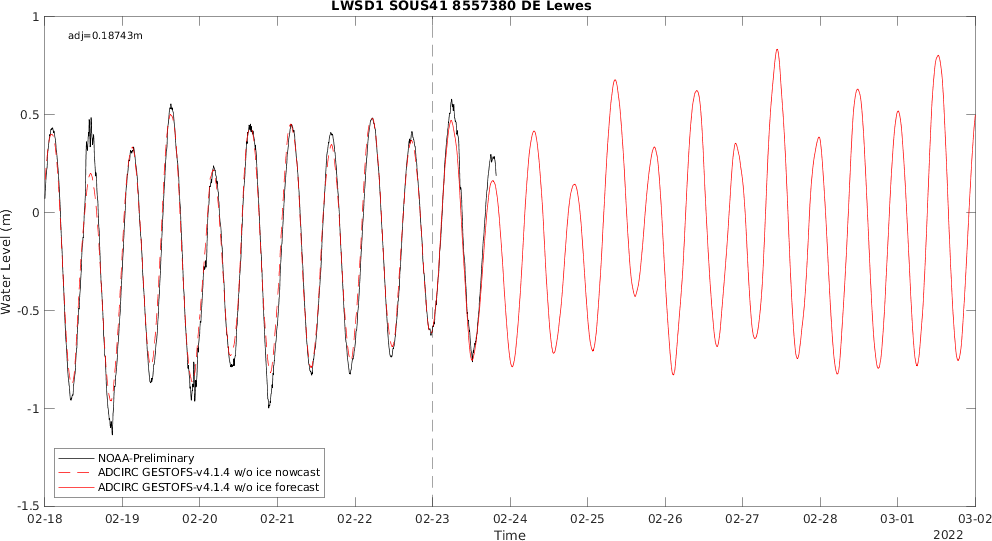 LWSD1 SOUS41 8557380 DE Lewes
adj=0.18743m
Water Level (m)
1
0.5
0
-0.5
-1
-1.5
NOAA-Preliminary
ADCIRC GESTOFS-v4.1.4 w/o ice nowcast
ADCIRC GESTOFS-v4.1.4 w/o ice forecast
02-18 02-19 02-20 02-21 02-22 02-23 02-24 02-25 02-26 02-27 02-28 03-01 03-02
Time
2022